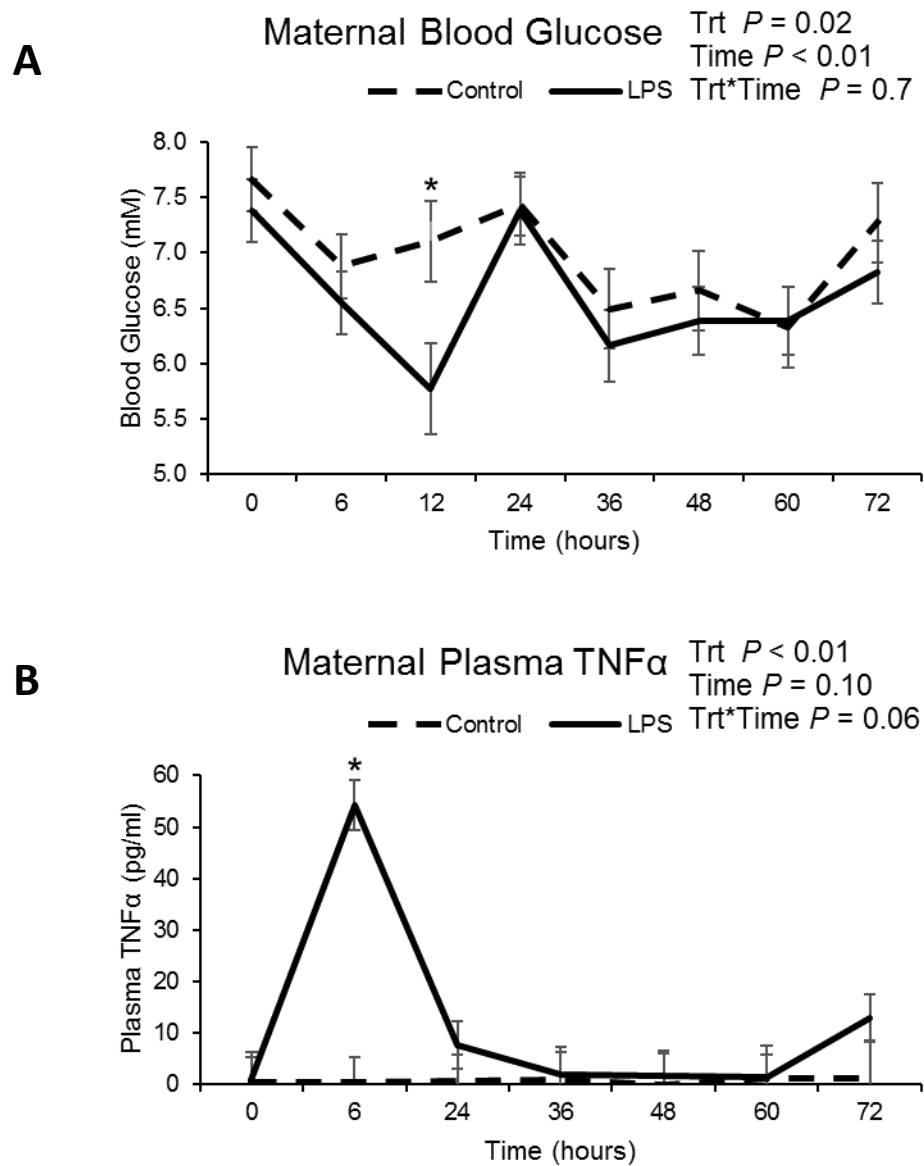 A
Maternal Blood Glucose
Trt P = 0.02
Time P < 0.01
Trt*Time P = 0.7
Control LPS
*
8.0
7.5
7.0
6.5
6.0
5.5
5.0
Blood Glucose (mM)
0 6 12 24 36 48 60 72
Time (hours)
B
Maternal Plasma TNFα
Trt P < 0.01
Time P = 0.10
Trt*Time P = 0.06
Control LPS
*
60
50
40
30
20
10
0
Plasma TNFα (pg/ml)
0 6 24 36 48 60 72
Time (hours)